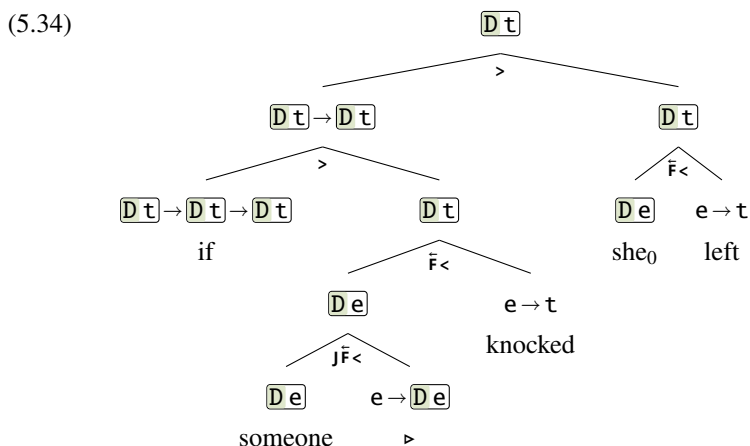 (5.34)
D t
>
D t → D t
D t
>
F̄<
D t → D t → D t
D t
D e
e → t
if
F̄<
she₀
left
D e
e → t
JF̄<
knocked
D e
e → D e
someone
▹